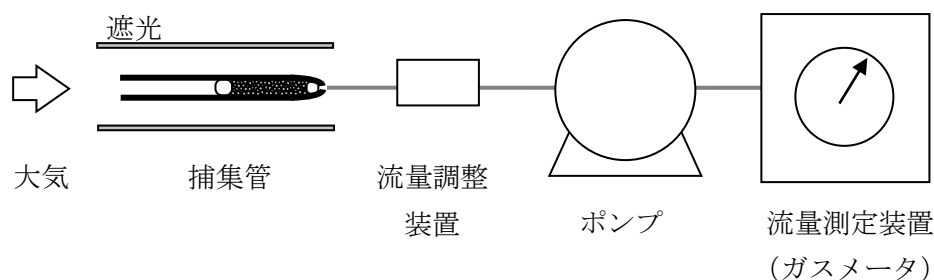 遮光
大気
捕集管
流量調整
装置
ポンプ
流量測定装置
（ガスメータ）